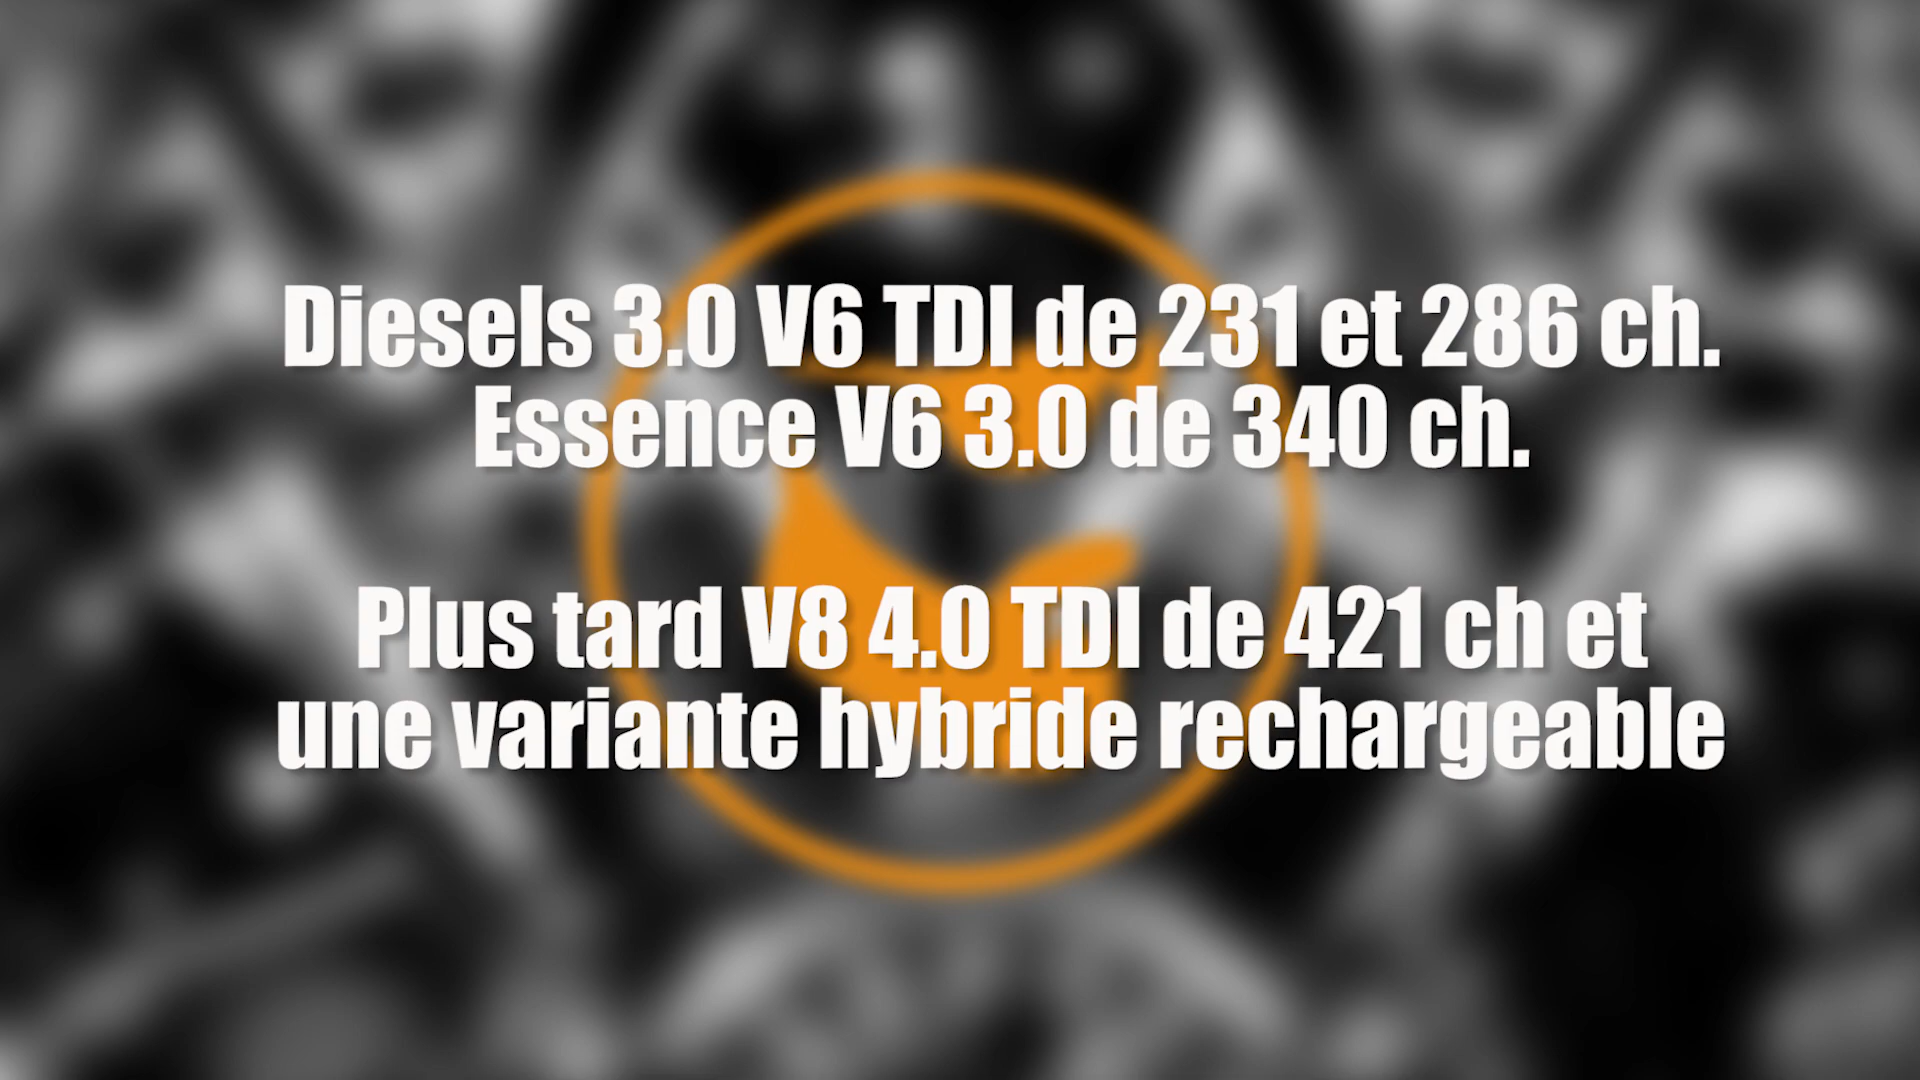 Diesels 3.0 V6 TDI de 231 et 286 ch.
Essence V6 3.0 de 340 ch.
Plus tard V8 4.0 TDI de 421 ch et
une variante hybride rechargeable